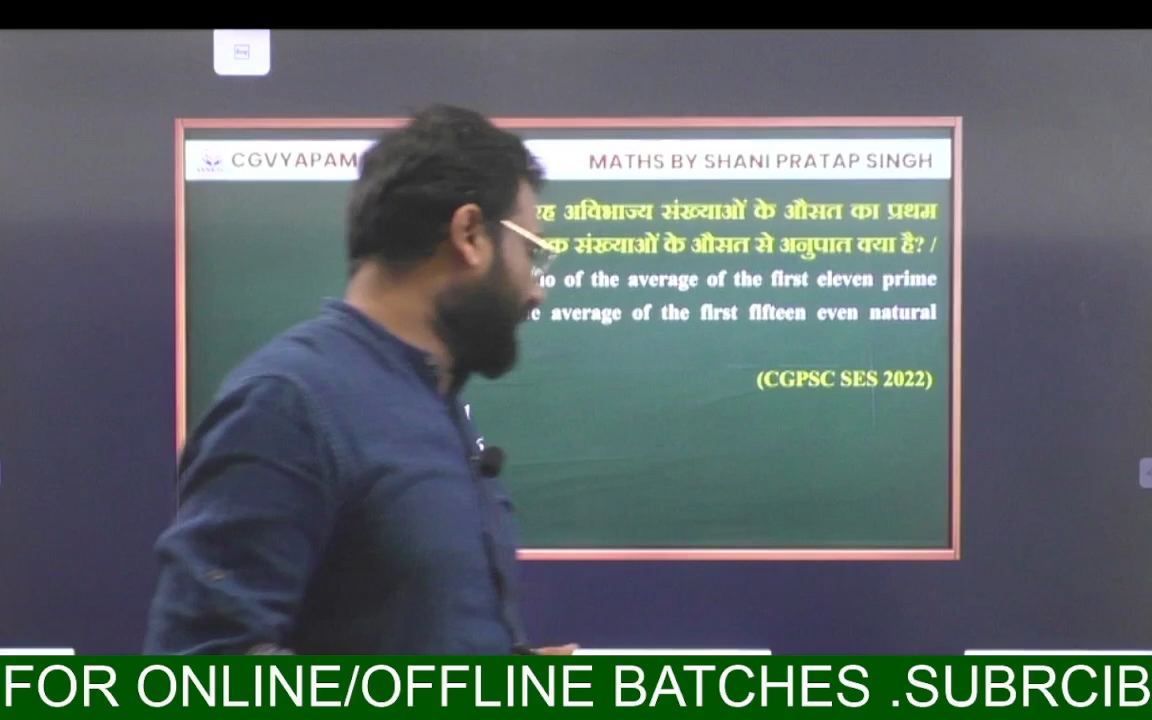 CGVYAPAM
MATHS BY SHANI PRATAP SINGH
अविभाज्य संख्याओं के औसत का प्रथम
संख्याओं के औसत से अनुपात क्या है? /
of the average of the first eleven prime
average of the first fifteen even natural
(CGPSC SES 2022)
FOR ONLINE/OFFLINE BATCHES .SUBRCIB